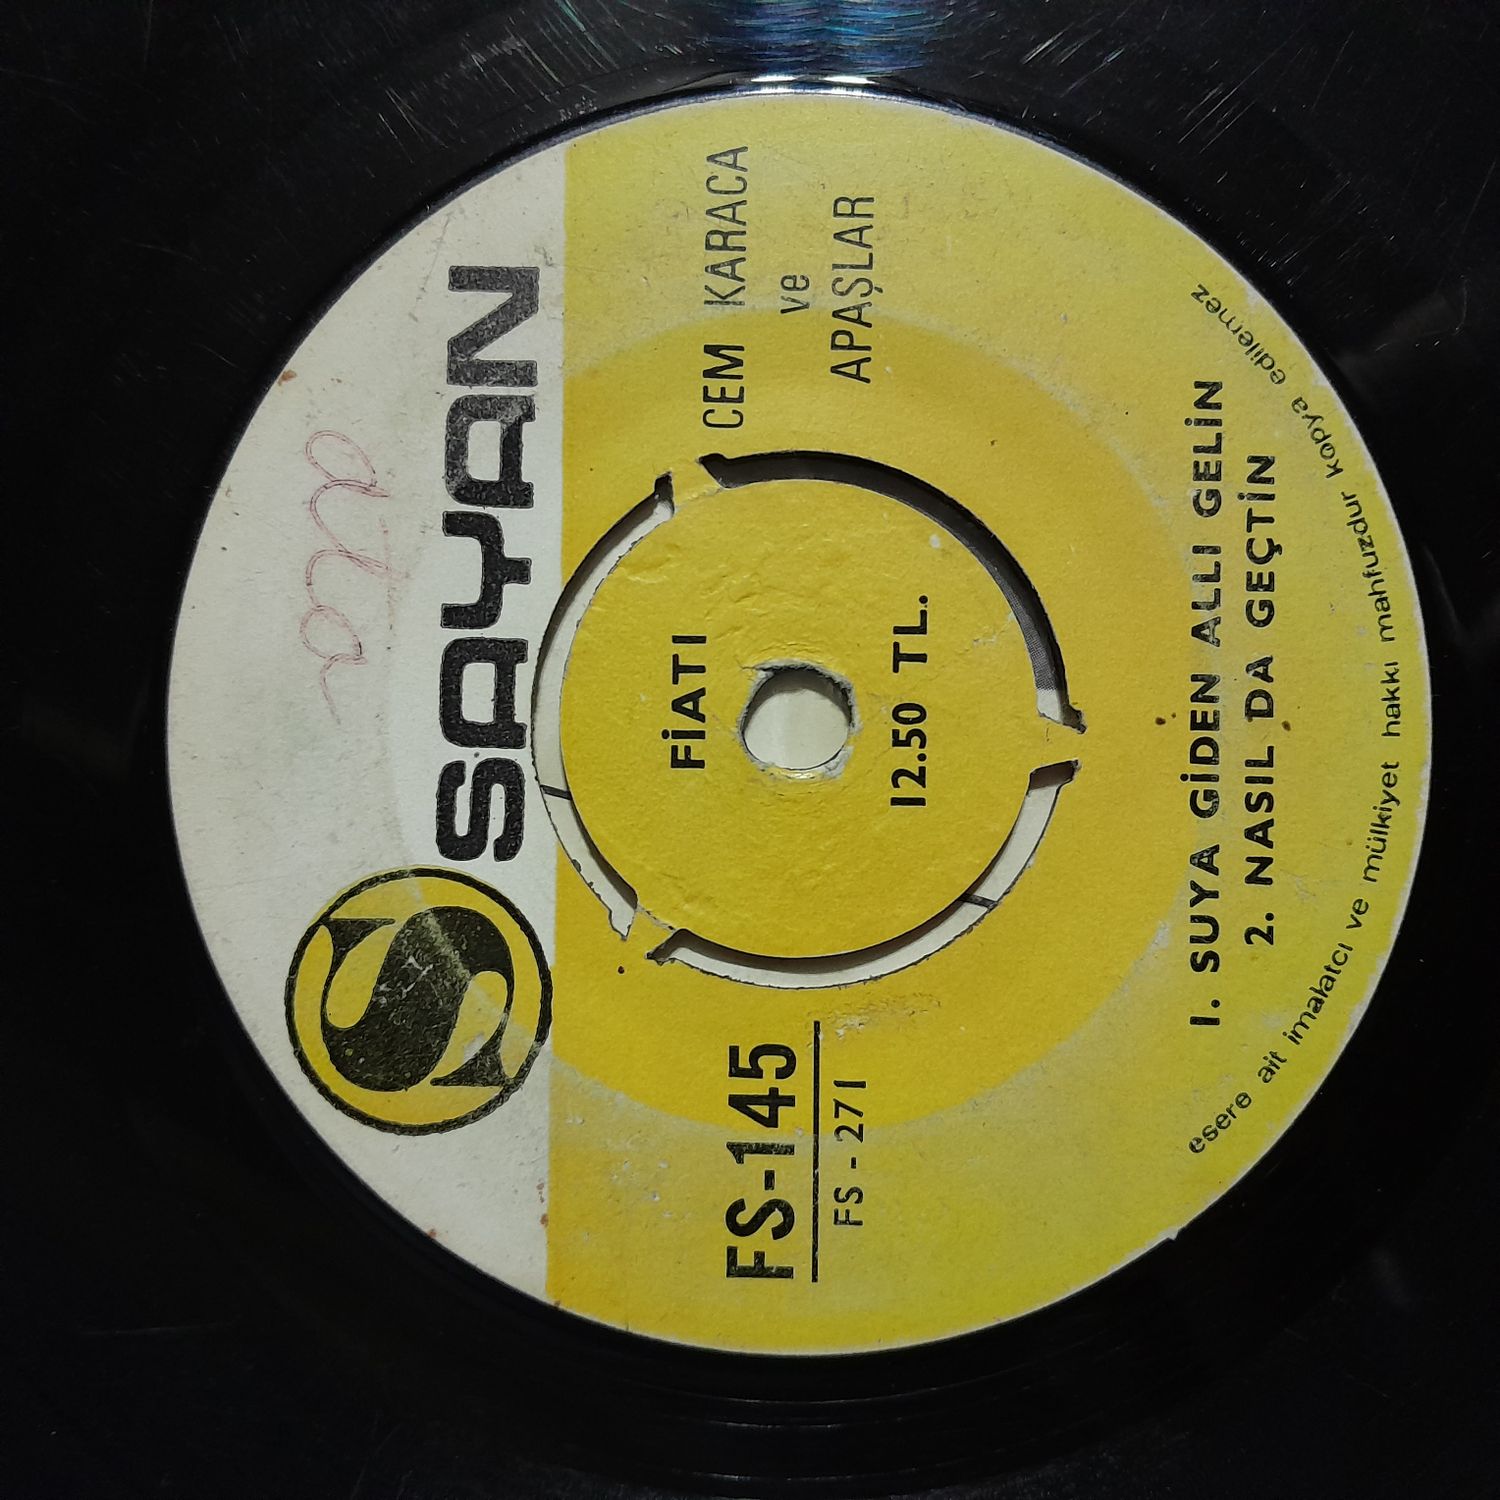 ata
S SAYAN
CEM KARACA
ve
APAŞLAR
FİATI
12.50 TL.
FS-145
FS - 271
1. SUYA GİDEN ALLI GELİN
2. NASIL DA GEÇTİN
esere ait imalatcı ve mülkiyet hakkı mahfuzdur kopya edilemez